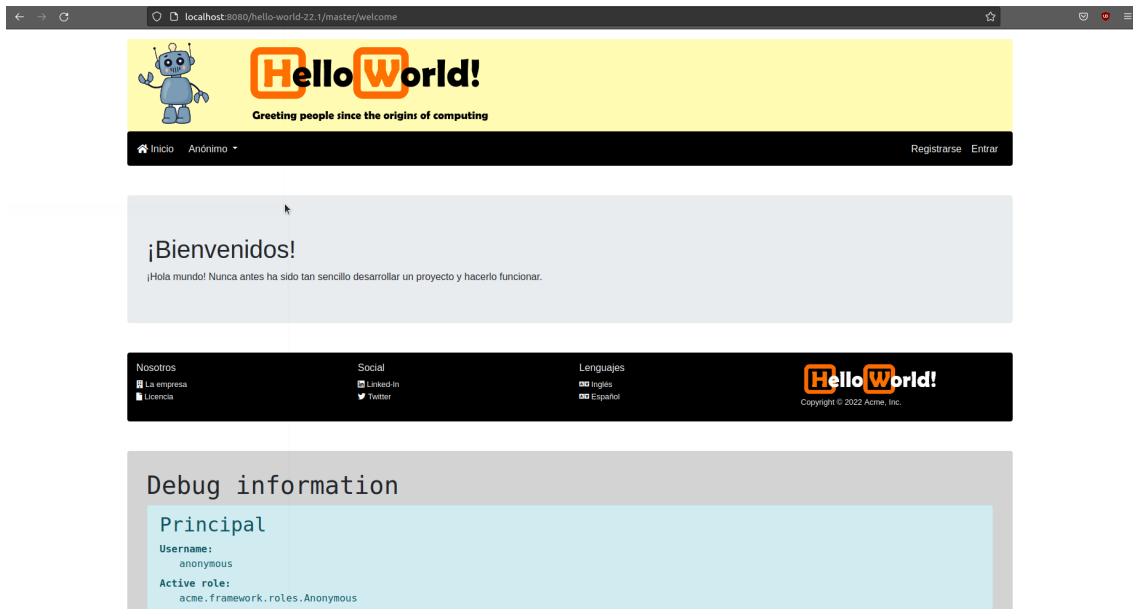 localhost:8080/hello-world-22.1/master/welcome
Hello World!
Greeting people since the origins of computing
Inicio Anónimo Registrarse Entrar
¡Bienvenidos!
¡Hola mundo! Nunca antes ha sido tan sencillo desarrollar un proyecto y hacerlo funcionar.
Nosotros
La empresa
Licencia
Social
Linked-In
Twitter
Lenguajes
Inglés
Español
Hello World!
Copyright © 2022 Acme, Inc.
Debug information
Principal
Username:
anonymous
Active role:
acme.framework.roles.Anonymous